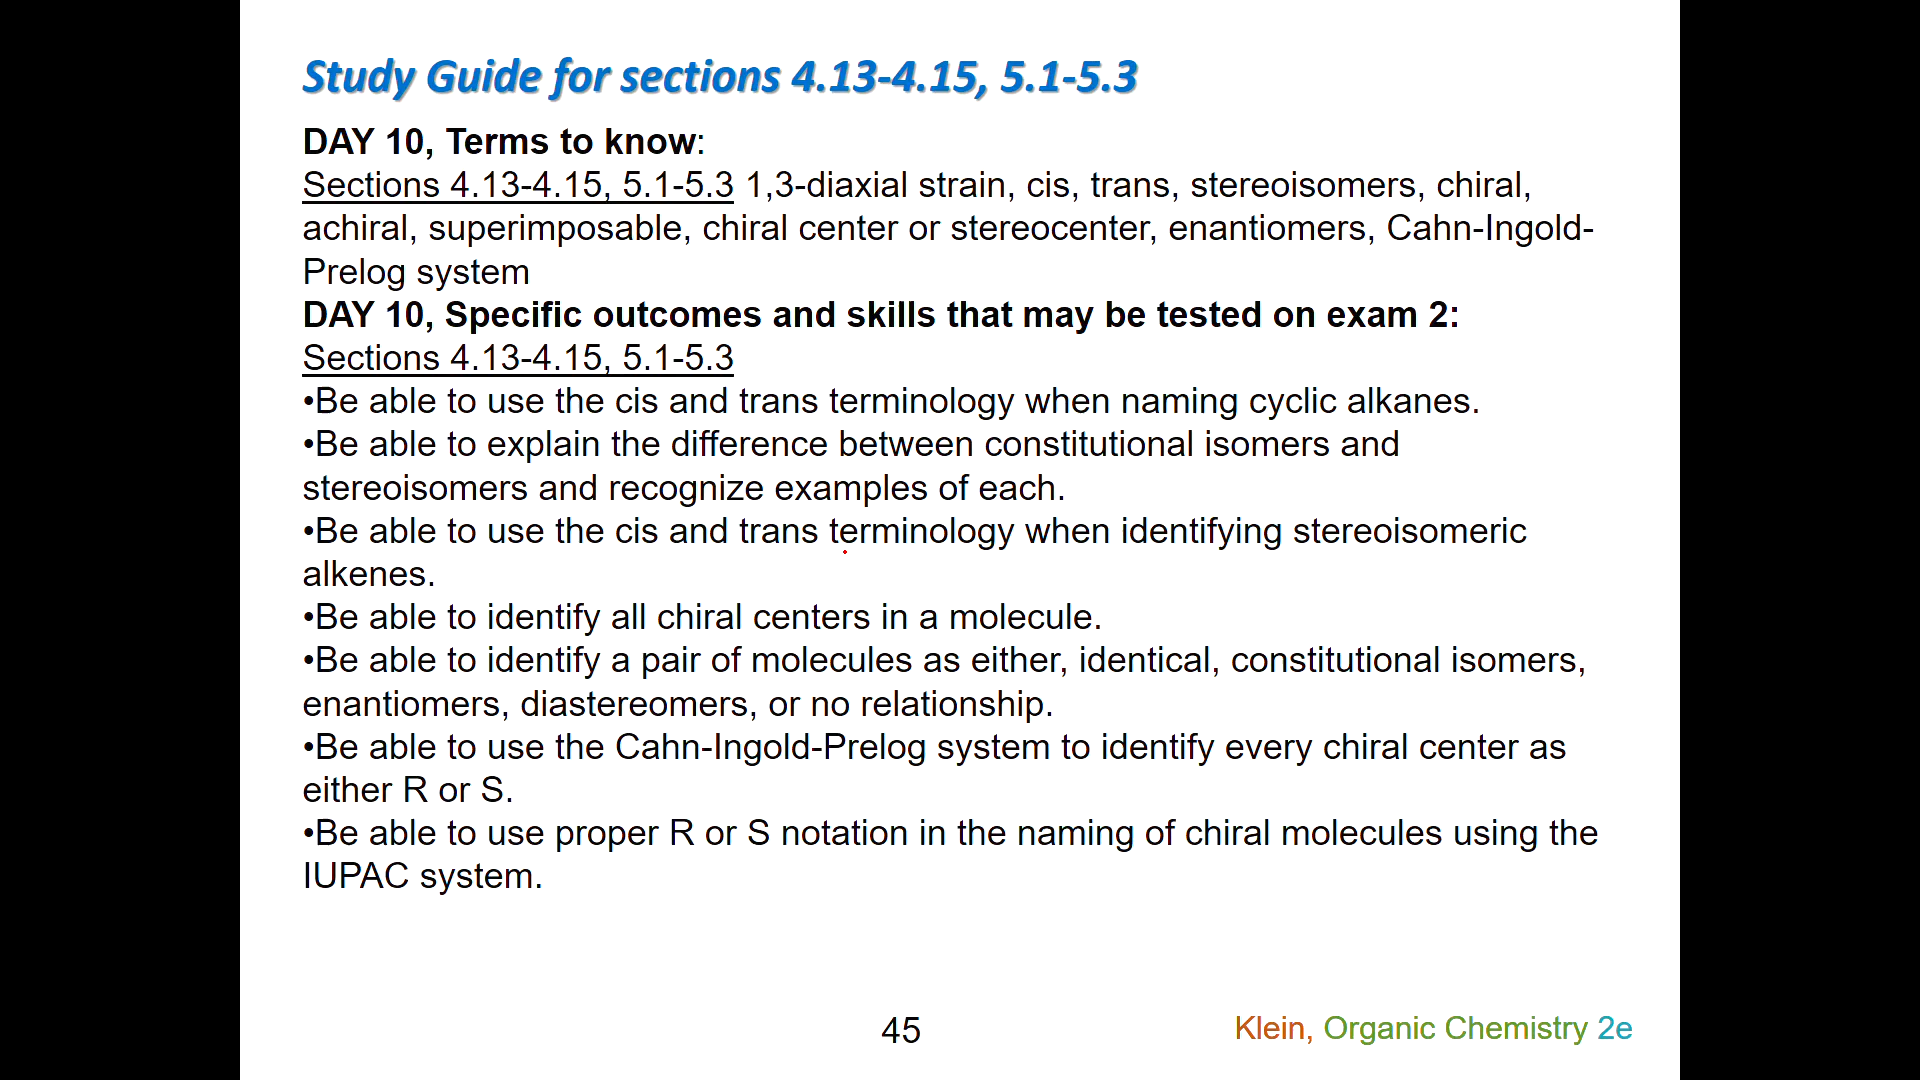 Study Guide for sections 4.13-4.15, 5.1-5.3
DAY 10, Terms to know:
Sections 4.13-4.15, 5.1-5.3 1,3-diaxial strain, cis, trans, stereoisomers, chiral,
achiral, superimposable, chiral center or stereocenter, enantiomers, Cahn-Ingold-
Prelog system
DAY 10, Specific outcomes and skills that may be tested on exam 2:
Sections 4.13-4.15, 5.1-5.3
•Be able to use the cis and trans terminology when naming cyclic alkanes.
•Be able to explain the difference between constitutional isomers and
stereoisomers and recognize examples of each.
•Be able to use the cis and trans terminology when identifying stereoisomeric
alkenes.
•Be able to identify all chiral centers in a molecule.
•Be able to identify a pair of molecules as either, identical, constitutional isomers,
enantiomers, diastereomers, or no relationship.
•Be able to use the Cahn-Ingold-Prelog system to identify every chiral center as
either R or S.
•Be able to use proper R or S notation in the naming of chiral molecules using the
IUPAC system.
45
Klein, Organic Chemistry 2e